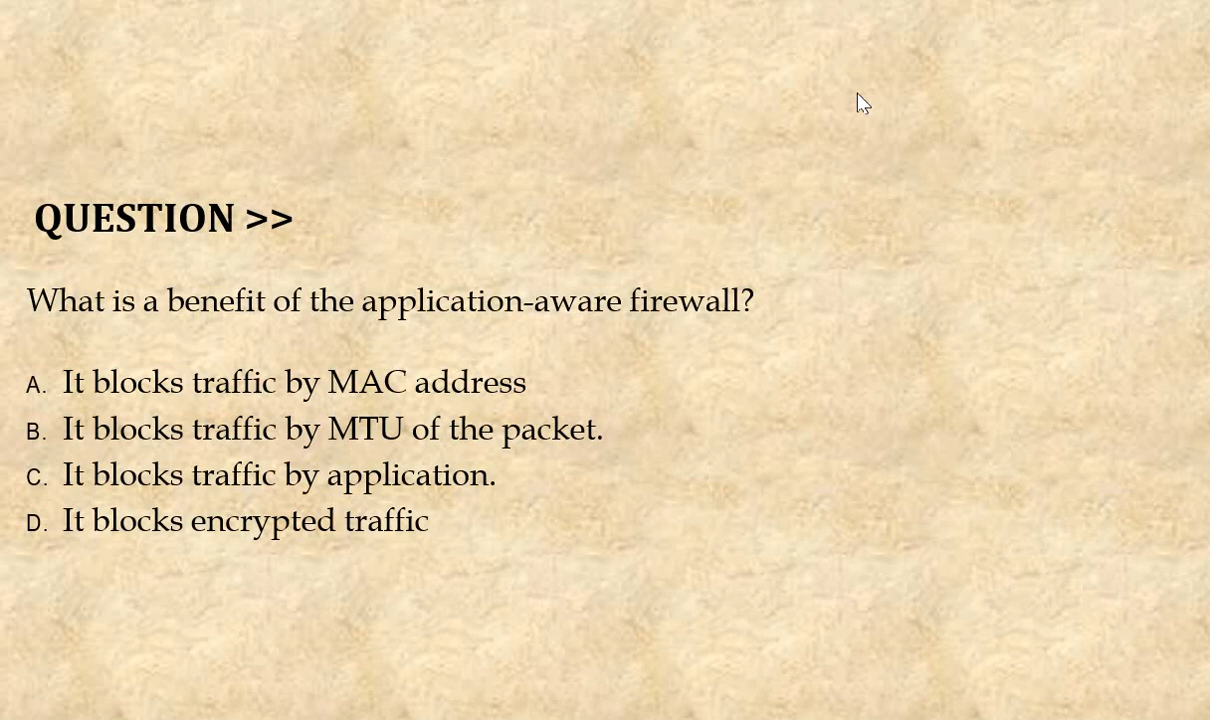 QUESTION >>
What is a benefit of the application-aware firewall?
A. It blocks traffic by MAC address
B. It blocks traffic by MTU of the packet.
C. It blocks traffic by application.
D. It blocks encrypted traffic